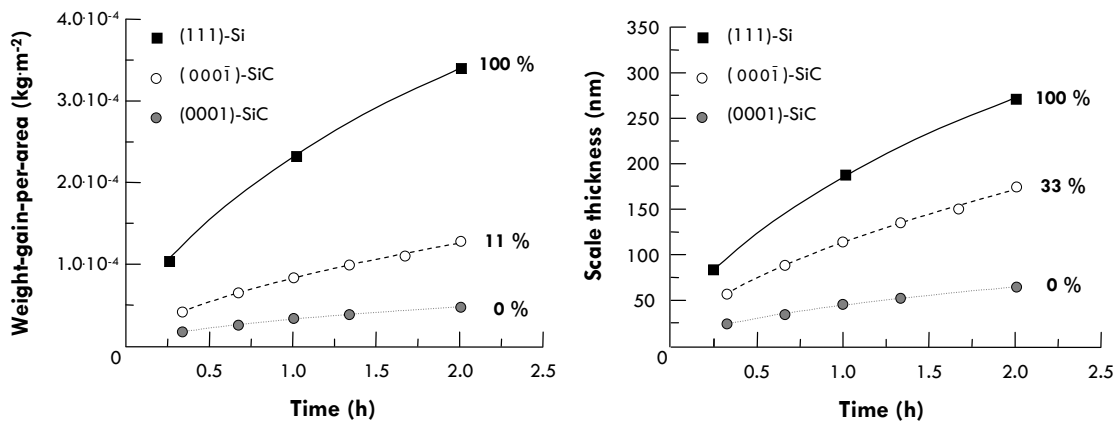 Weight-gain-per-area (kg·m⁻²)
4.0·10⁻⁴
3.0·10⁻⁴
2.0·10⁻⁴
1.0·10⁻⁴
0
(111)-Si
(0001̄)-SiC
(0001)-SiC
100 %
11 %
0 %
0.5 1.0 1.5 2.0 2.5
Time (h)
Scale thickness (nm)
350
300
250
200
150
100
50
0
(111)-Si
(0001̄)-SiC
(0001)-SiC
100 %
33 %
0 %
0.5 1.0 1.5 2.0 2.5
Time (h)